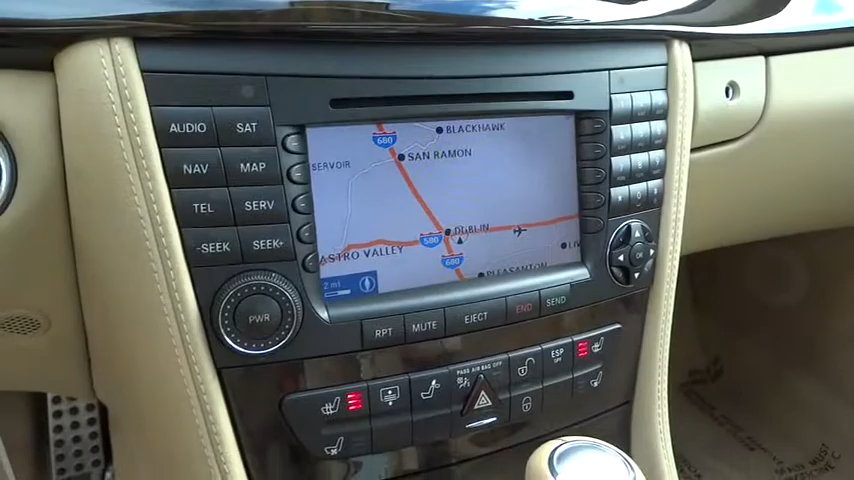 AUDIO SAT
NAV MAP
TEL SERV
SEEK SEEK
PWR
680
BLACKHAWK
SAN RAMON
SERVOIR
DUBLIN
580
ASTRO VALLEY
680
LIV
PLEASANTON
2 mi
RPT MUTE EJECT END SEND
PASS AIR BAG OFF
ESP
OFF